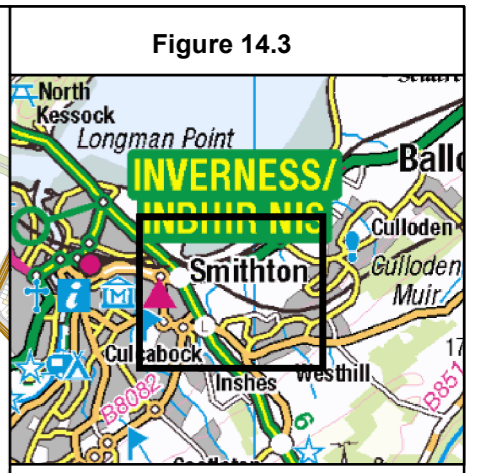 Figure 14.3
North
Kessock
Longman Point
INVERNESS/
INBHIR NIS
Culloden
Smithton
Culloden
Muir
17
Culcabock
Inshes
Westhill
B8082
B851
6
L
i